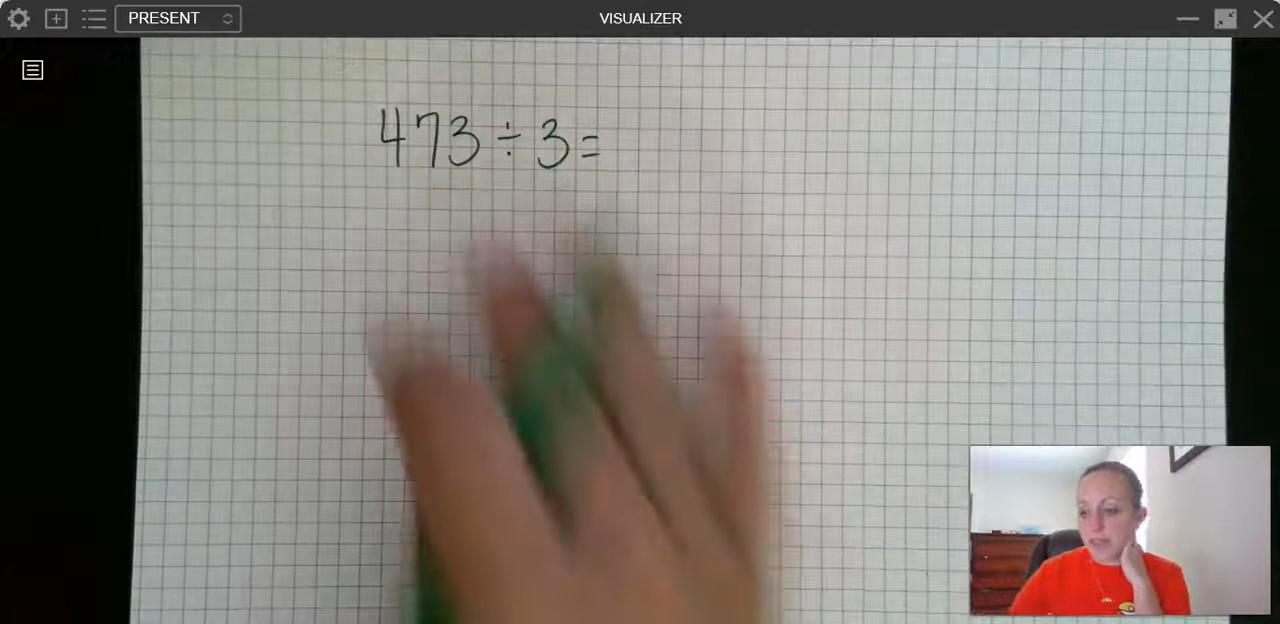 PRESENT
VISUALIZER
473 ÷ 3 =